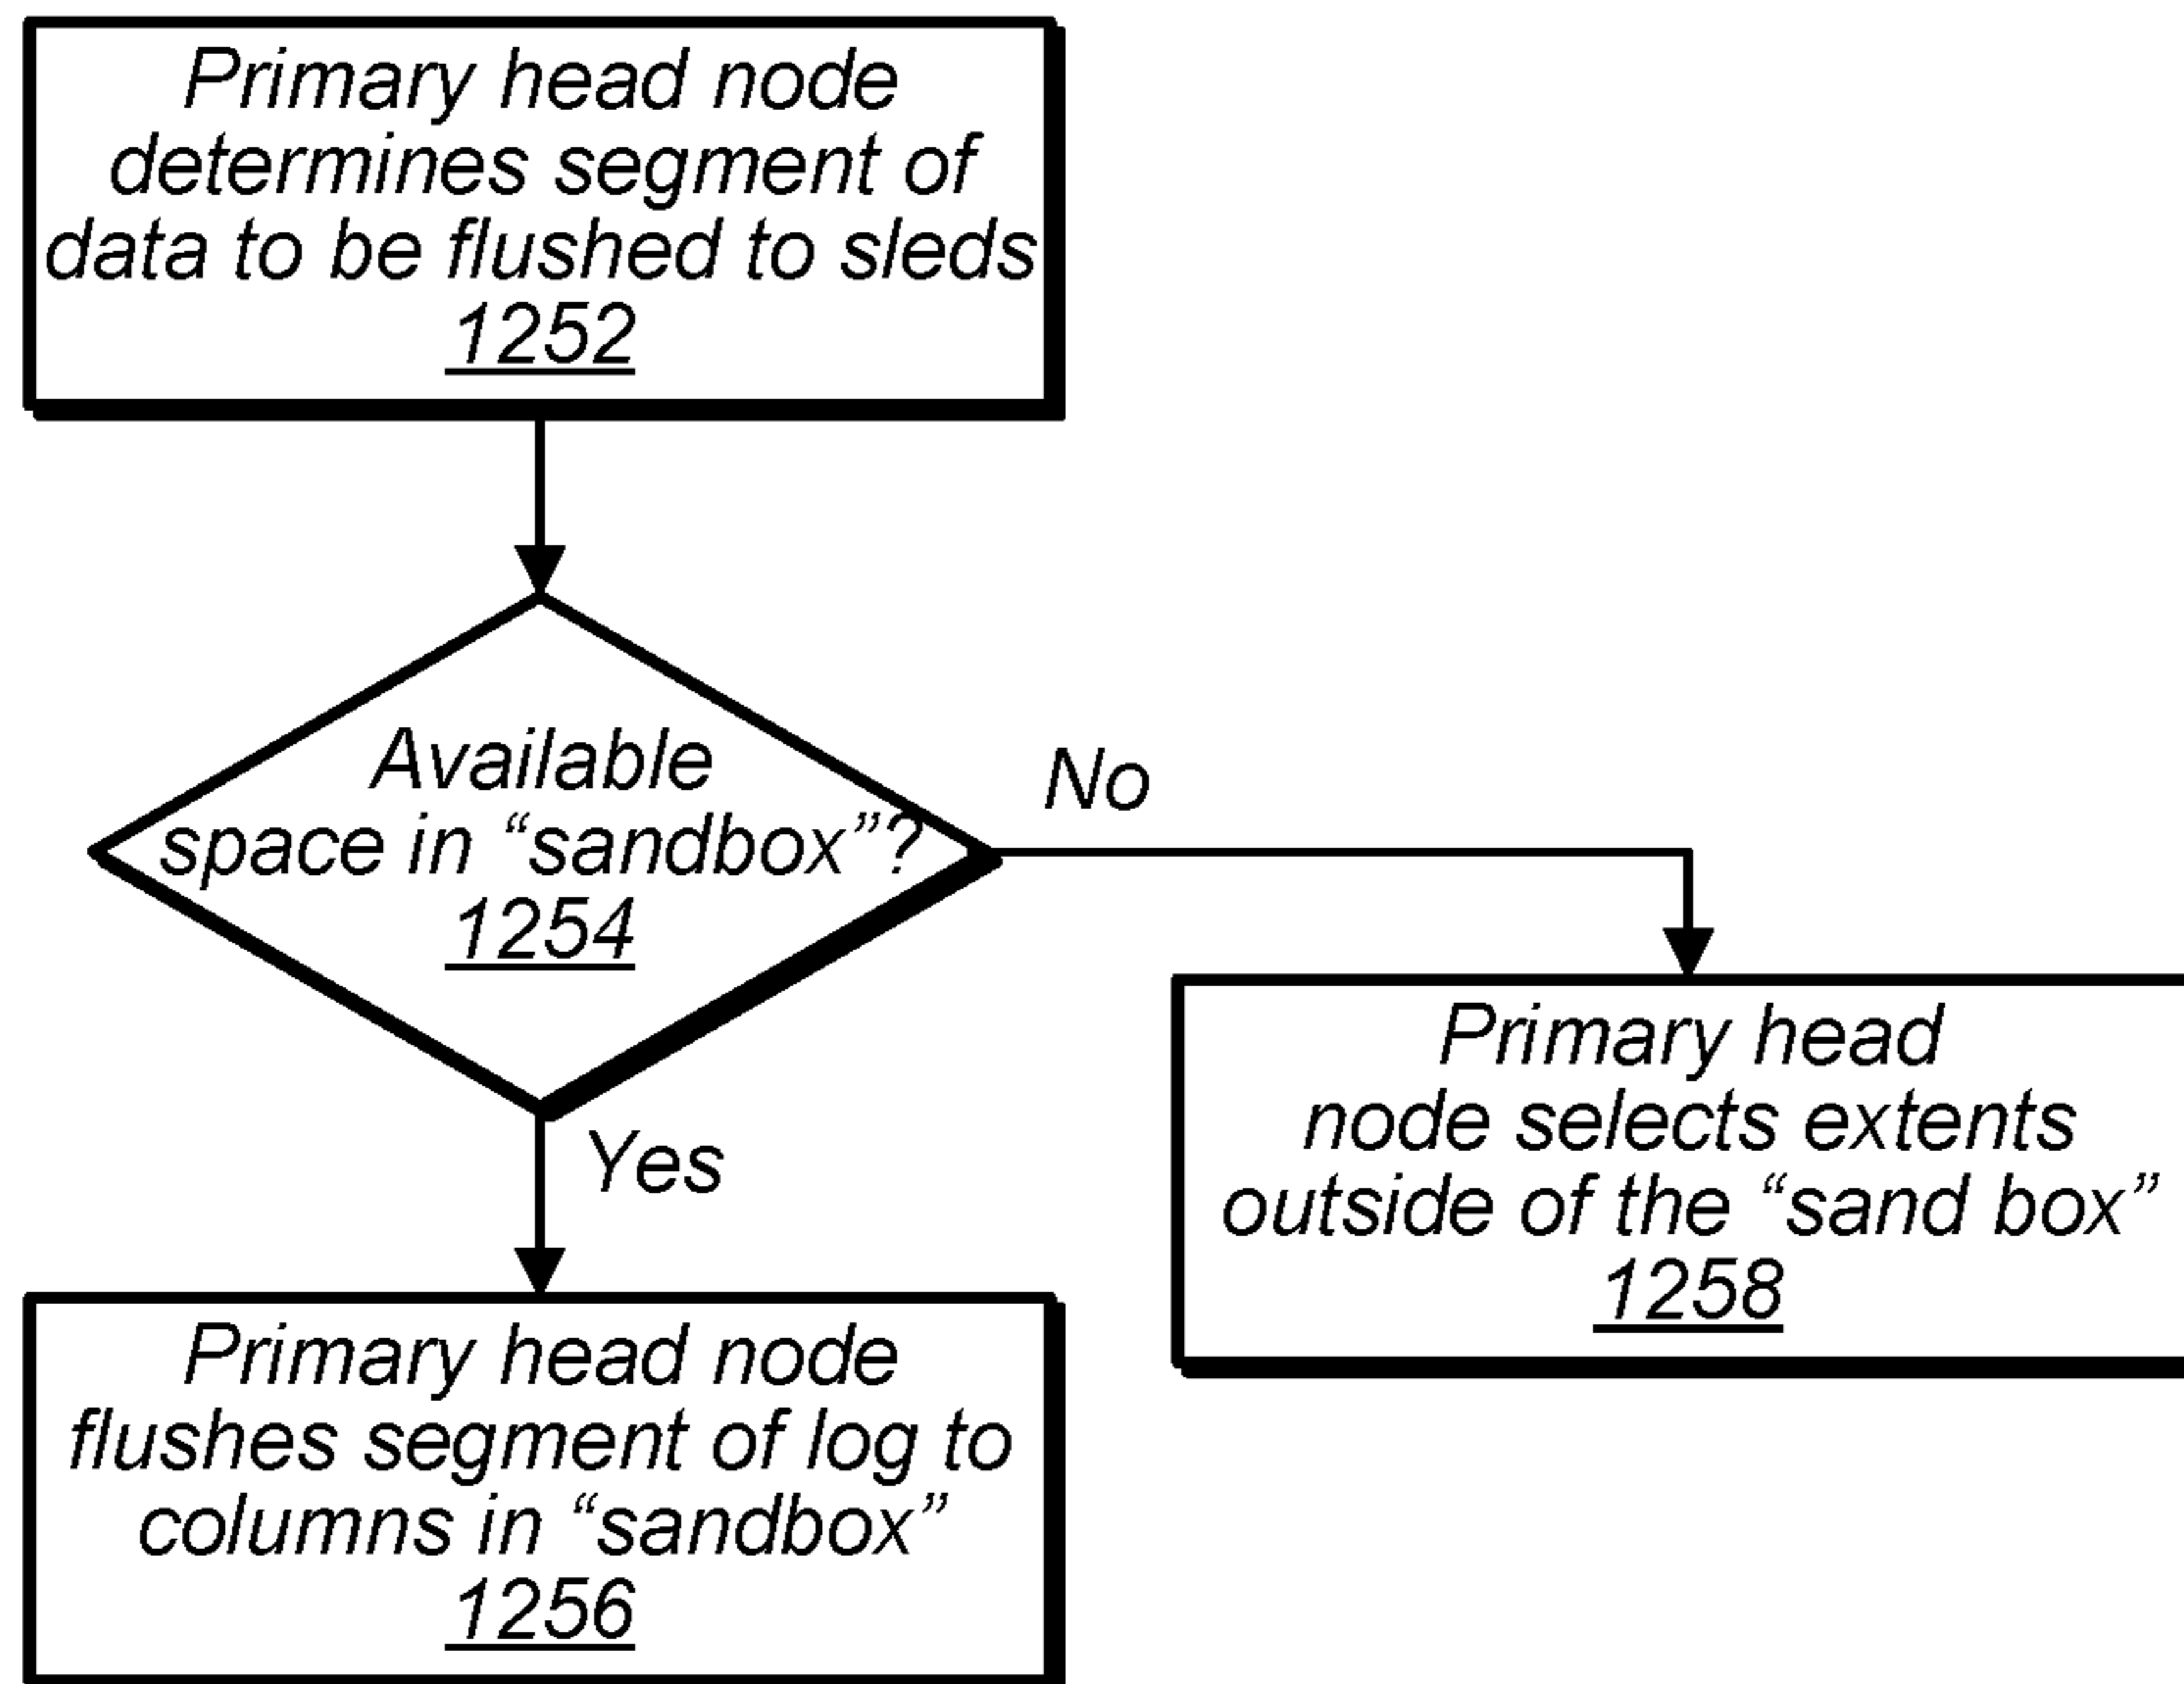 Primary head node
determines segment of
data to be flushed to sleds
1252
Available
space in “sandbox”?
1254
No
Yes
Primary head
node selects extents
outside of the “sand box”
1258
Primary head node
flushes segment of log to
columns in “sandbox”
1256